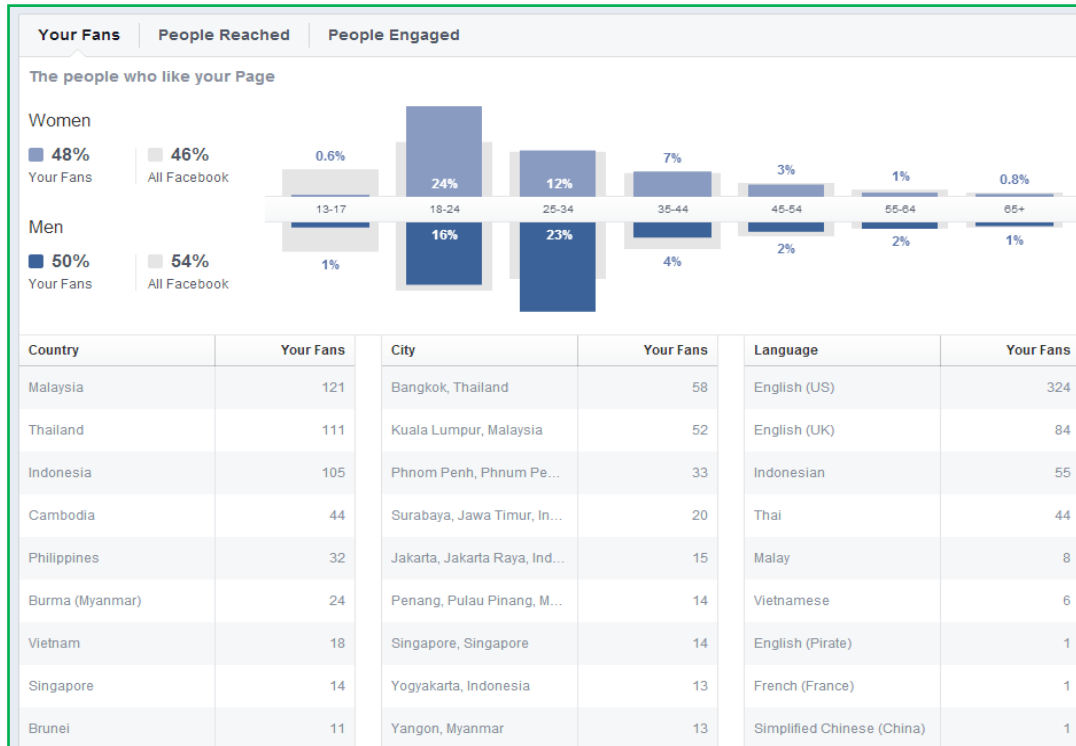 Your Fans People Reached People Engaged
The people who like your Page
Women
48% 46%
Your Fans All Facebook
0.6% 24% 12% 7% 3% 1% 0.8%
13-17 18-24 25-34 35-44 45-54 55-64 65+
Men
50% 54%
Your Fans All Facebook
1% 16% 23% 4% 2% 2% 1%
Country Your Fans City Your Fans Language Your Fans
Malaysia 121 Bangkok, Thailand 58 English (US) 324
Thailand 111 Kuala Lumpur, Malaysia 52 English (UK) 84
Indonesia 105 Phnom Penh, Phnum Pe... 33 Indonesian 55
Cambodia 44 Surabaya, Jawa Timur, In... 20 Thai 44
Philippines 32 Jakarta, Jakarta Raya, Ind... 15 Malay 8
Burma (Myanmar) 24 Penang, Pulau Pinang, M... 14 Vietnamese 6
Vietnam 18 Singapore, Singapore 14 English (Pirate) 1
Singapore 14 Yogyakarta, Indonesia 13 French (France) 1
Brunei 11 Yangon, Myanmar 13 Simplified Chinese (China) 1